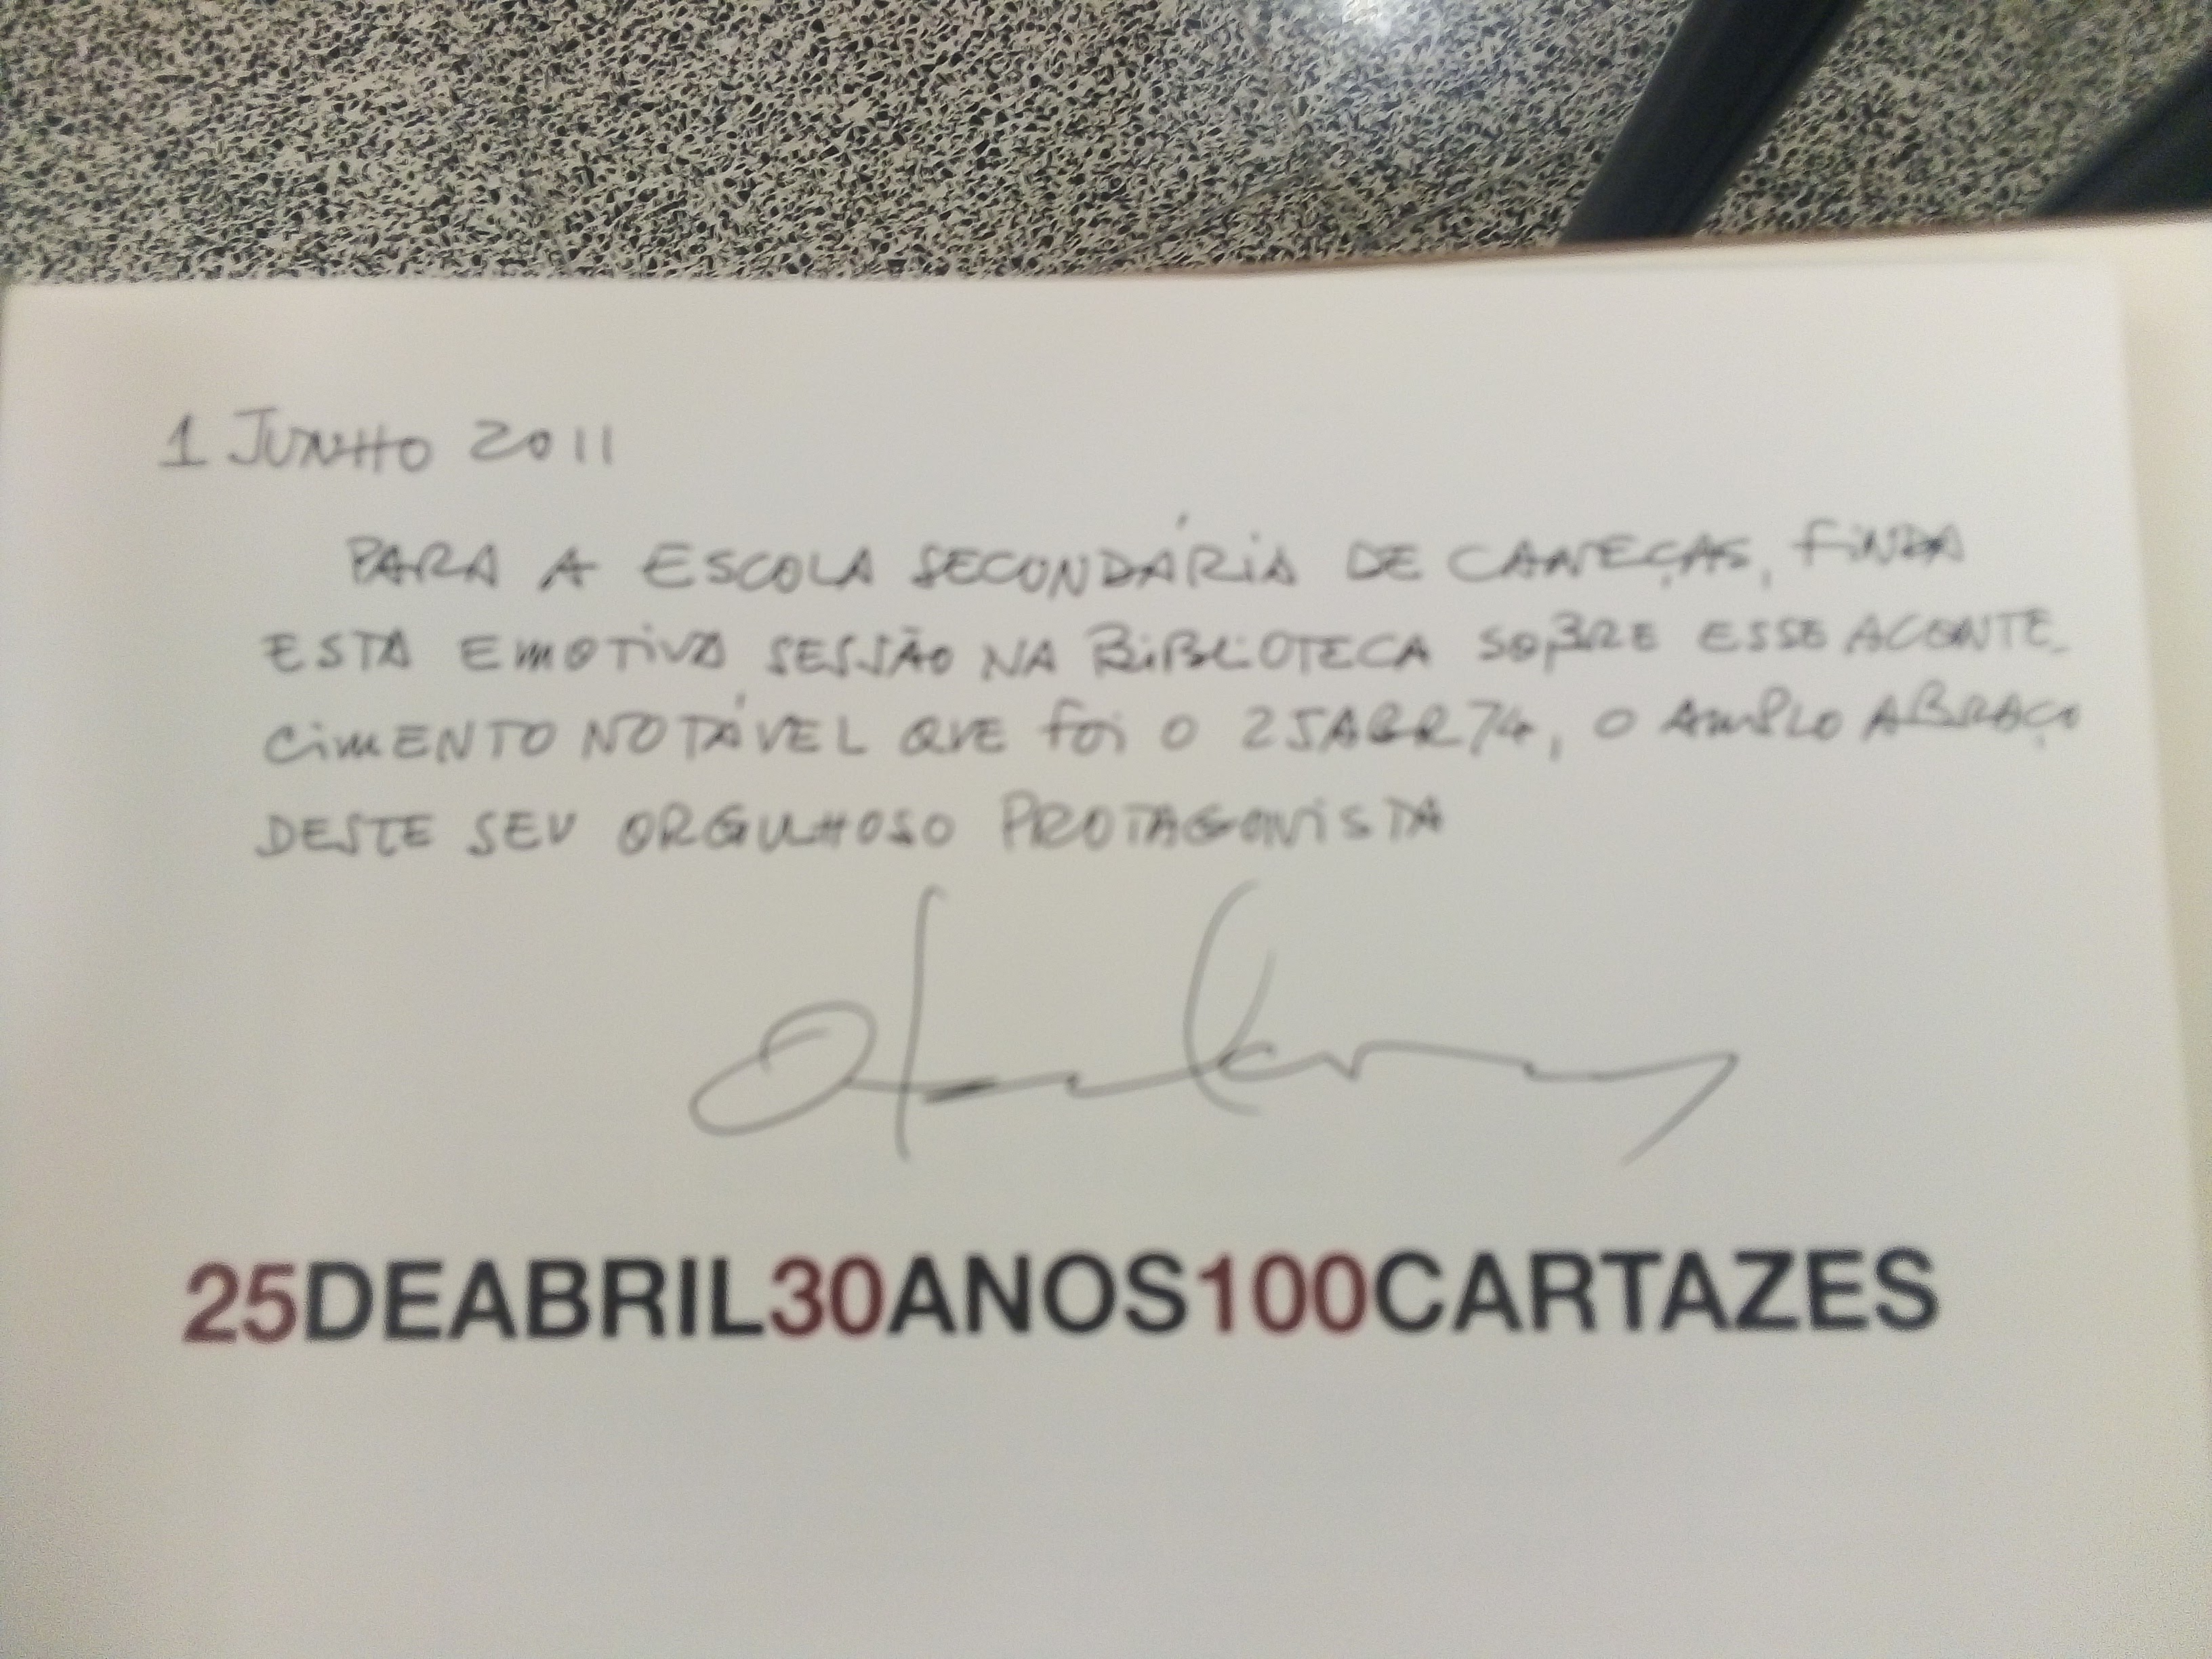 1 JUNHO 2011
PARA A ESCOLA SECONDÁRIA DE CANEÇAS, FINDA
ESTA EMOTIVA SESSÃO NA BIBLIOTECA SOBRE ESSE ACONTE-
CIMENTO NOTÁVEL QUE FOI O 25ABR74, O AMPLO ABRAÇO
DESTE SEU ORGULHOSO PROTAGONISTA
25DEABRIL30ANOS100CARTAZES